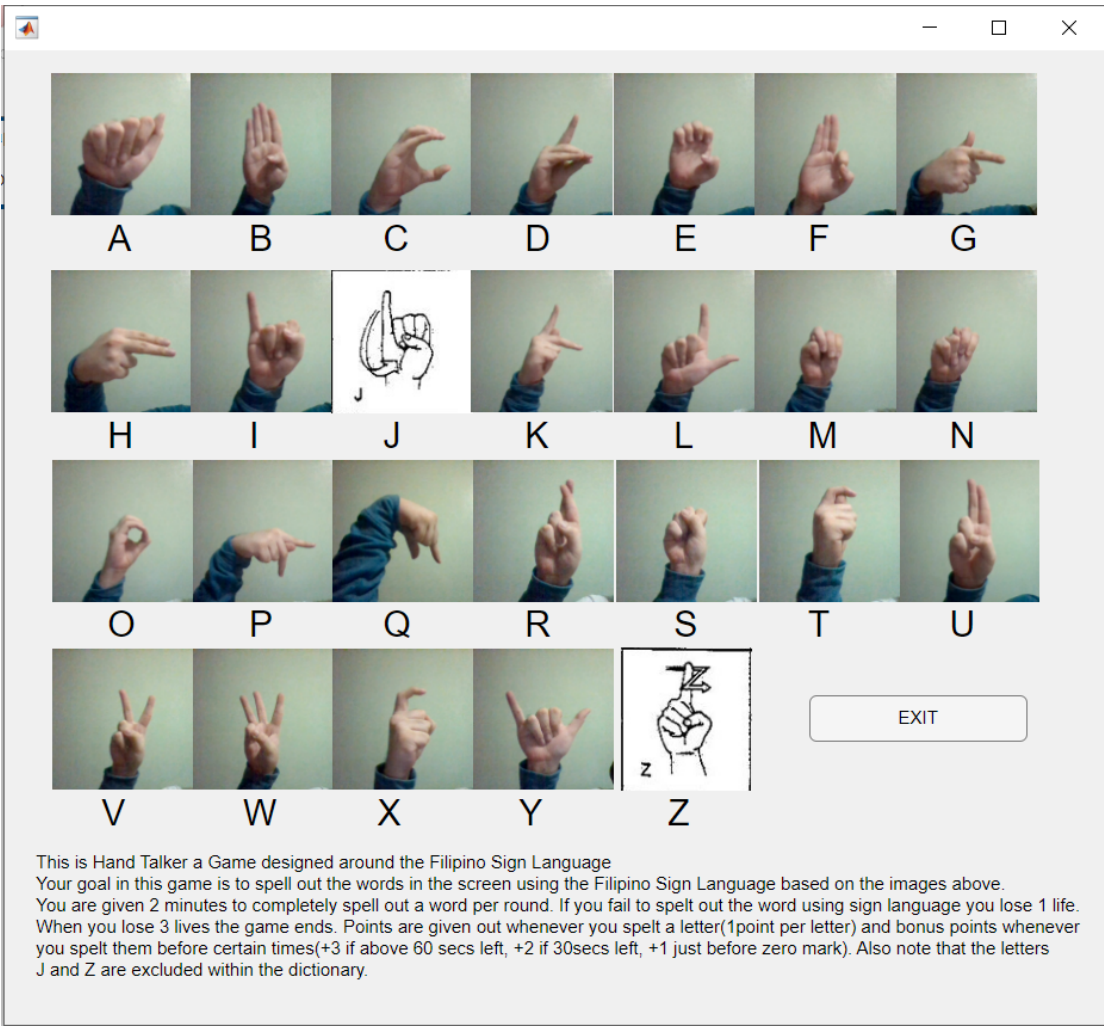 A B C D E F G
H I J K L M N
J
O P Q R S T U
Z
EXIT
V W X Y Z
This is Hand Talker a Game designed around the Filipino Sign Language
Your goal in this game is to spell out the words in the screen using the Filipino Sign Language based on the images above.
You are given 2 minutes to completely spell out a word per round. If you fail to spelt out the word using sign language you lose 1 life.
When you lose 3 lives the game ends. Points are given out whenever you spelt a letter(1point per letter) and bonus points whenever
you spelt them before certain times(+3 if above 60 secs left, +2 if 30secs left, +1 just before zero mark). Also note that the letters
J and Z are excluded within the dictionary.